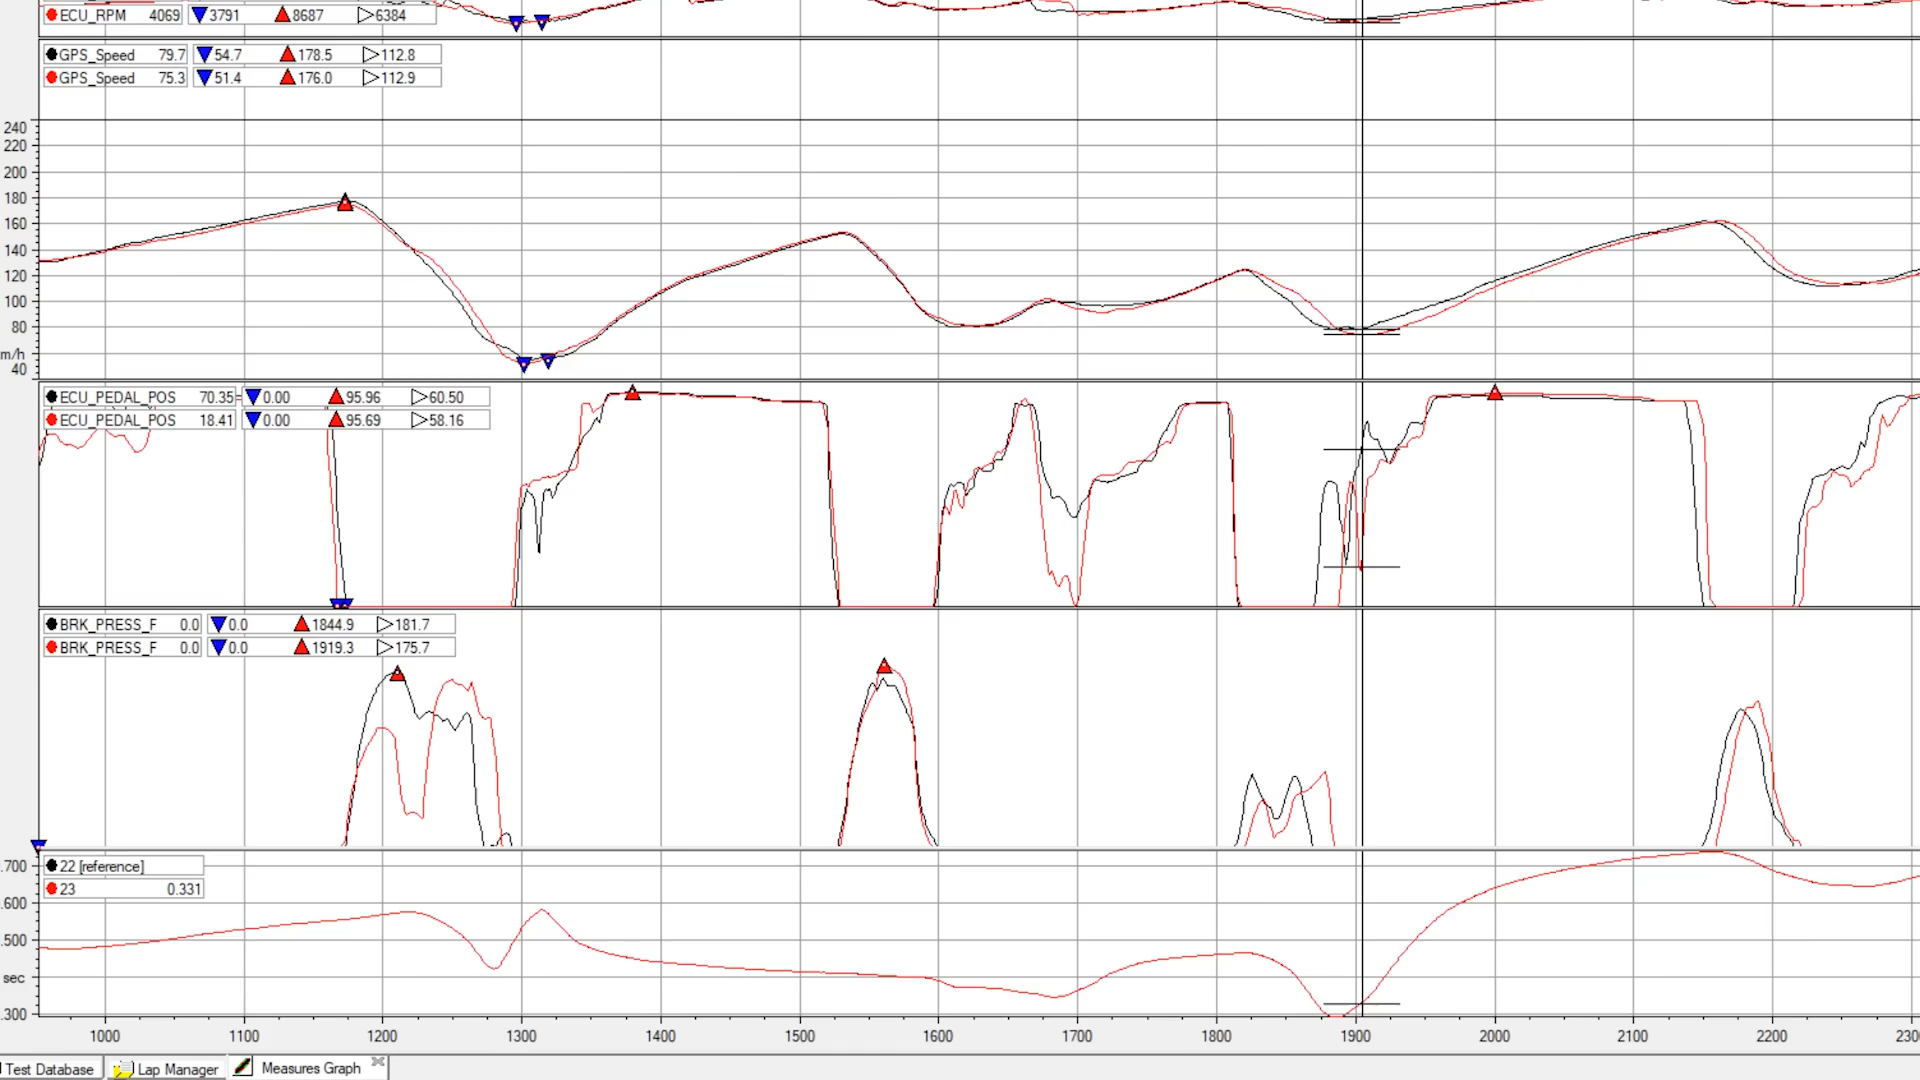 ECU_RPM 4069 3791 8687 6384
GPS_Speed 79.7 54.7 178.5 112.8
GPS_Speed 75.3 51.4 176.0 112.9
240
220
200
180
160
140
120
100
80
m/h
40
ECU_PEDAL_POS 70.35 0.00 95.96 60.50
ECU_PEDAL_POS 18.41 0.00 95.69 58.16
BRK_PRESS_F 0.0 0.0 1844.9 181.7
BRK_PRESS_F 0.0 0.0 1919.3 175.7
22 [reference]
23 0.331
.700
.600
.500
sec
.300
1000 1100 1200 1300 1400 1500 1600 1700 1800 1900 2000 2100 2200 230
Test Database Lap Manager Measures Graph